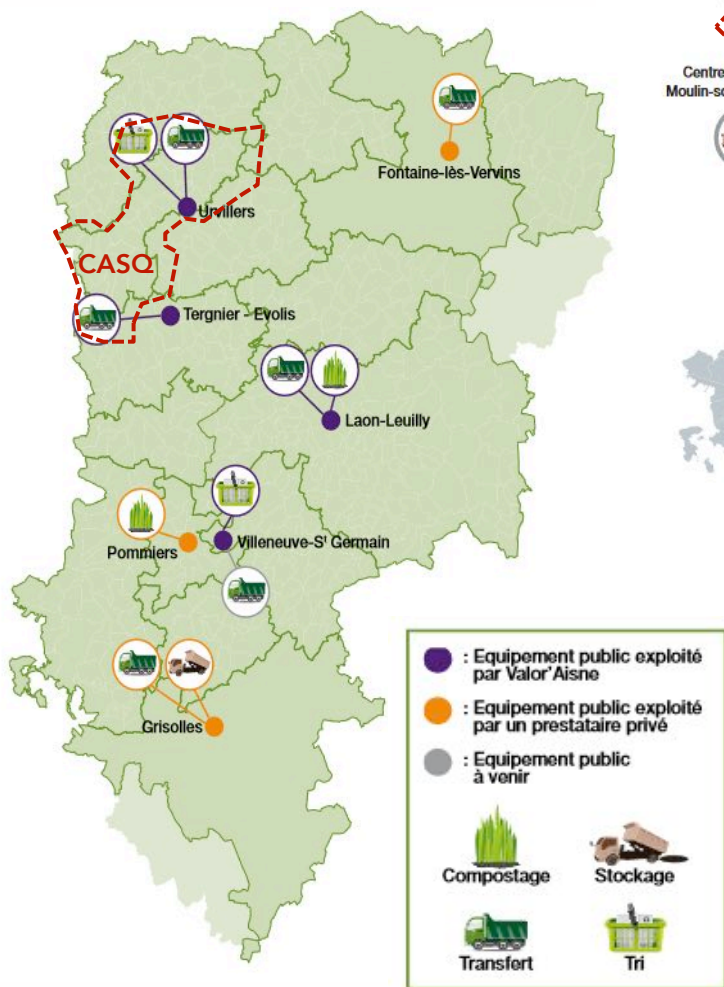 Centre
Moulin-so
Fontaine-lès-Vervins
Urvillers
CASQ
Tergnier - Evolis
Laon-Leuilly
Pommiers
Villeneuve-Sᵗ Germain
Grisolles
: Equipement public exploité
par Valor'Aisne
: Equipement public exploité
par un prestataire privé
: Equipement public
à venir
Compostage
Stockage
Transfert
Tri